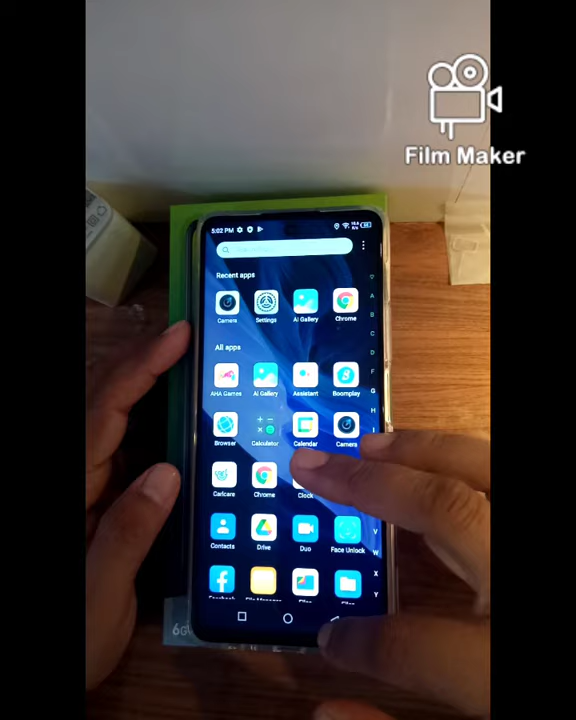 Film Maker
5:02 PM
Recent apps
Camera
Settings
AI Gallery
Chrome
All apps
AHA Games
AI Gallery
Assistant
Boomplay
Browser
Calculator
Calendar
Camera
Carlcare
Chrome
Clock
Contacts
Drive
Duo
Face Unlock
Facebook
A
B
C
D
F
G
H
I
V
W
X
Y